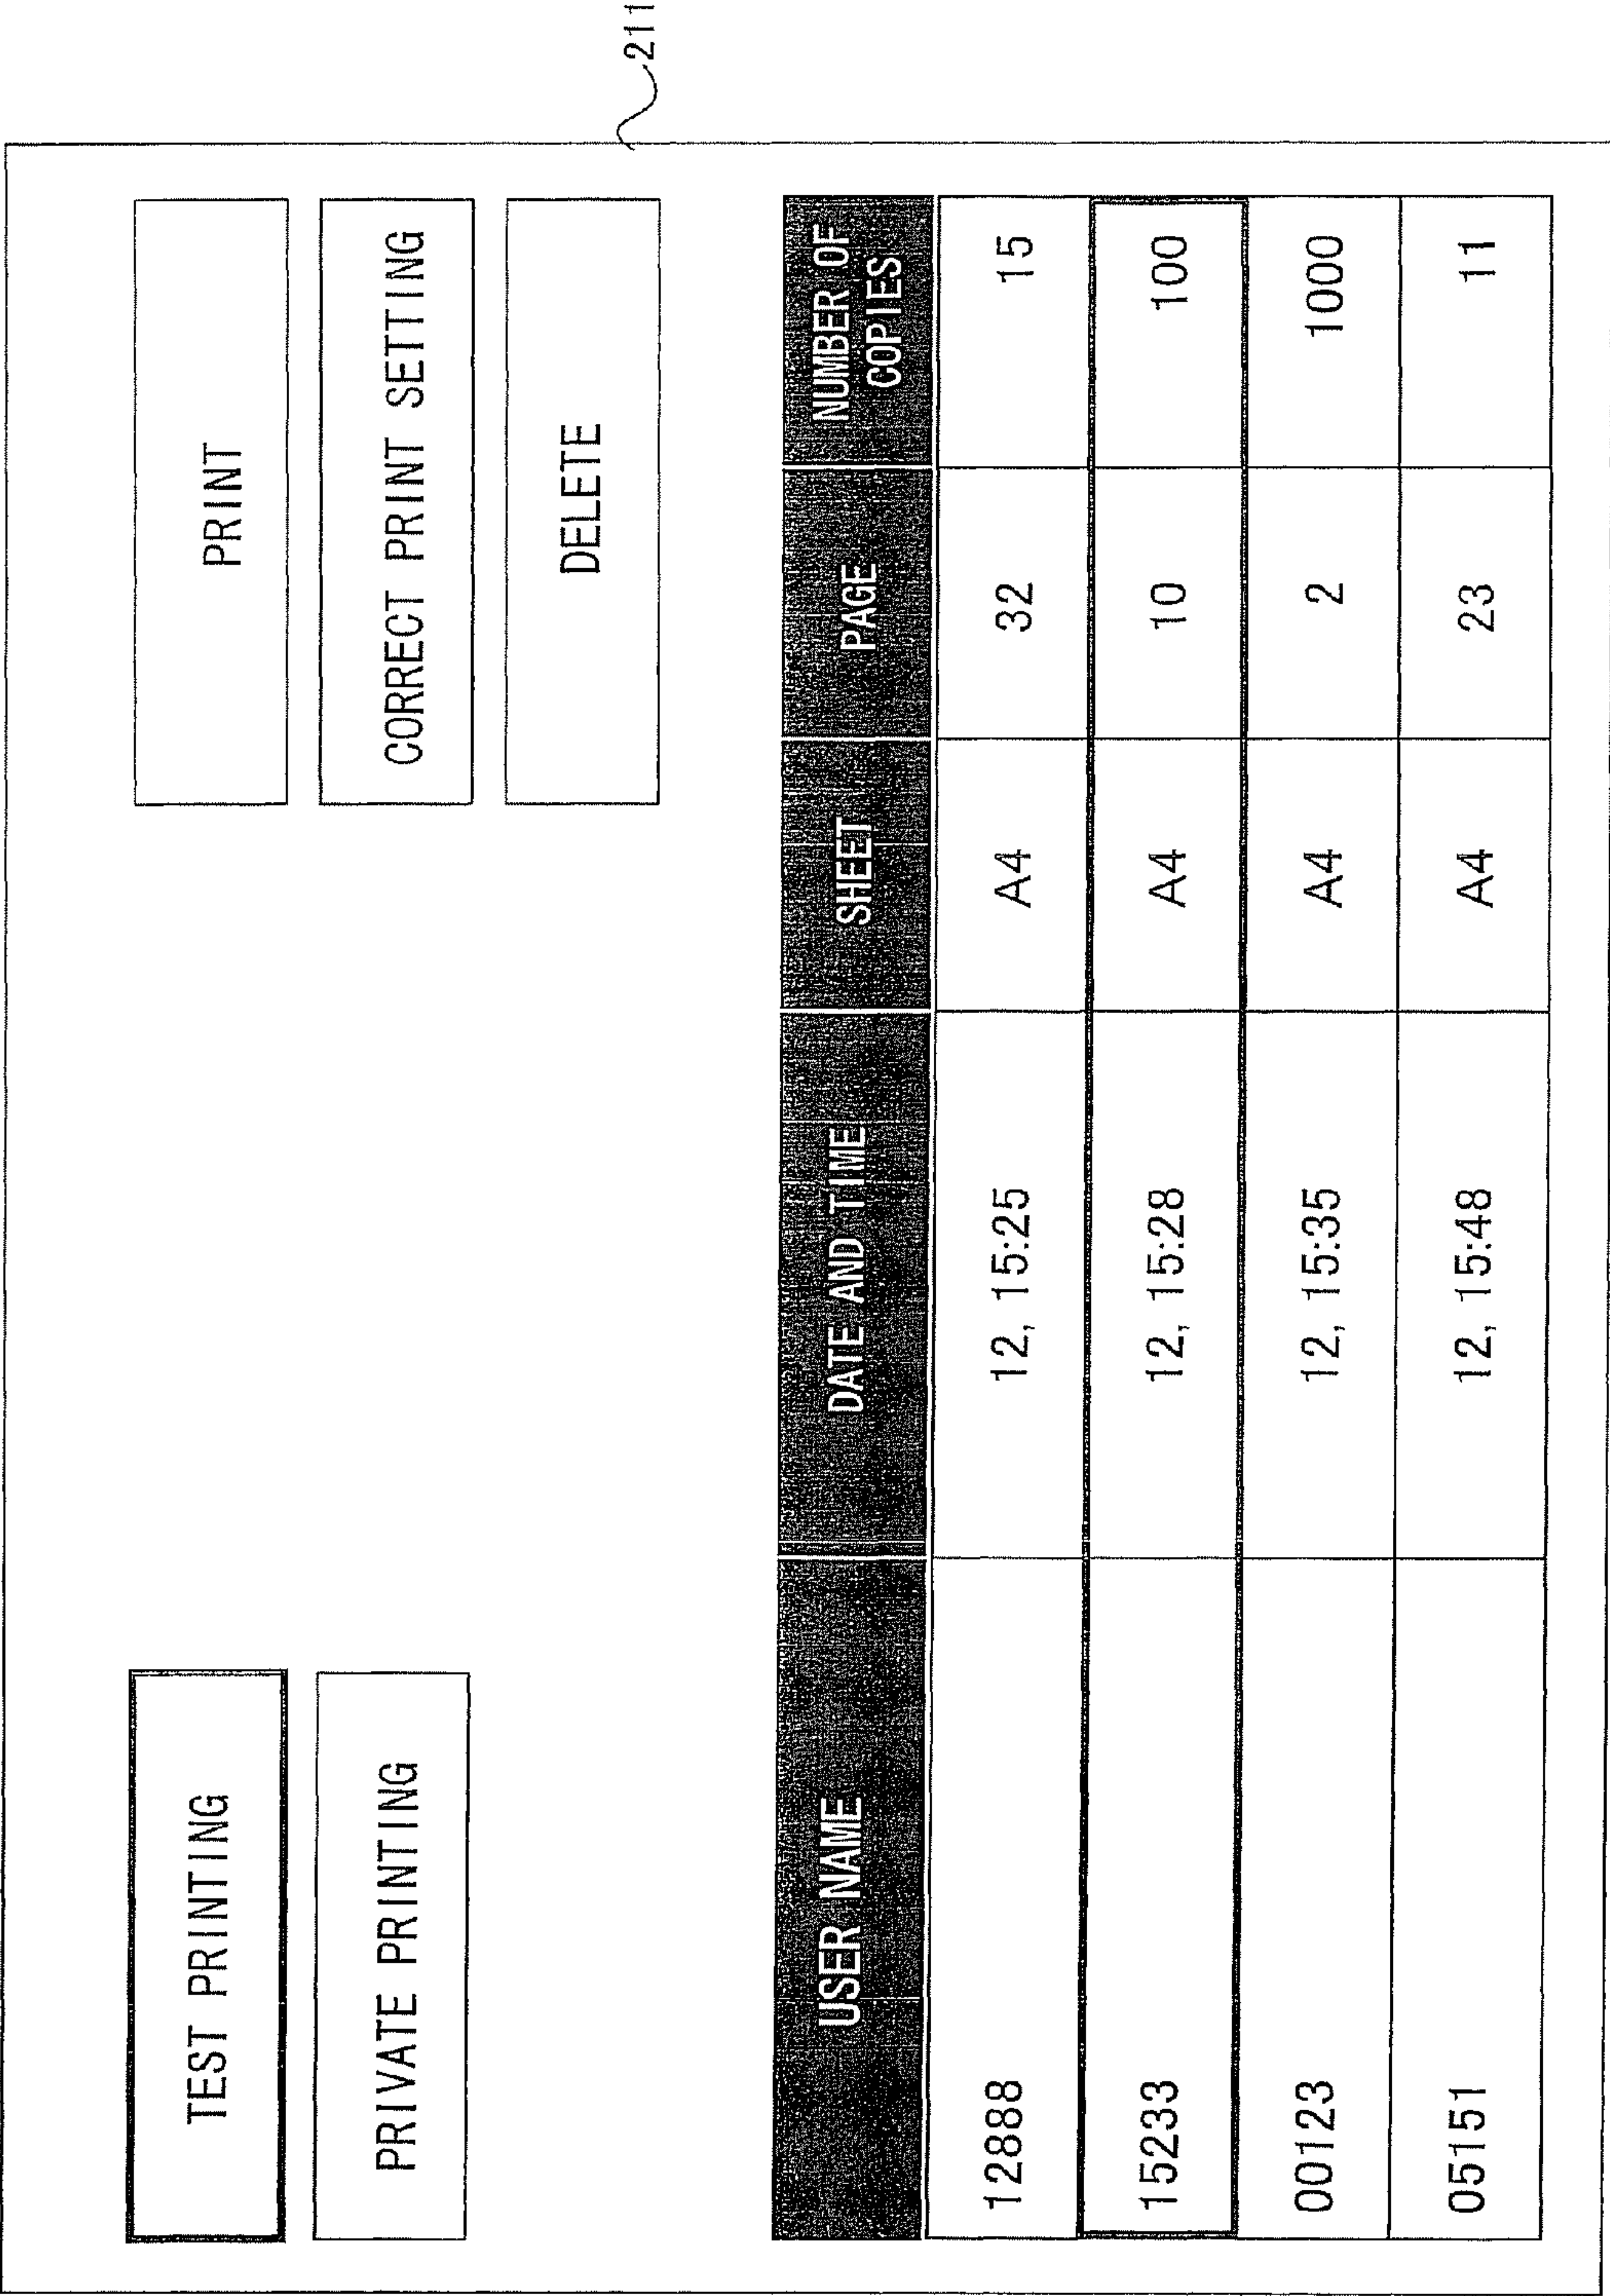 TEST PRINTING
PRINT
PRIVATE PRINTING
CORRECT PRINT SETTING
DELETE
211
USER NAME DATE AND TIME SHEET PAGE NUMBER OF
COPIES
12888 12, 15:25 A4 32 15
15233 12, 15:28 A4 10 100
00123 12, 15:35 A4 2 1000
05151 12, 15:48 A4 23 11